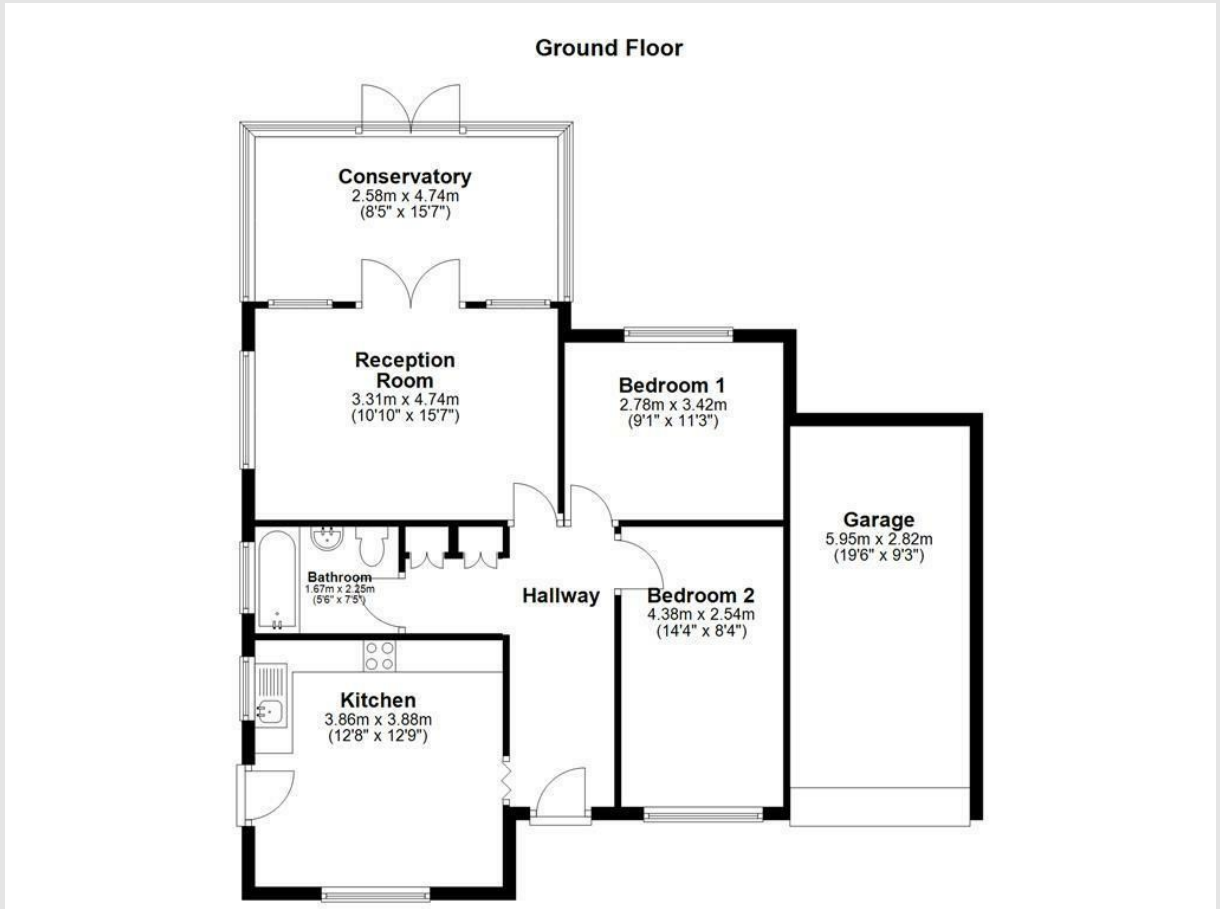 Ground Floor
Conservatory
2.58m x 4.74m
(8'5" x 15'7")
Reception
Room
3.31m x 4.74m
(10'10" x 15'7")
Bedroom 1
2.78m x 3.42m
(9'1" x 11'3")
Garage
5.95m x 2.82m
(19'6" x 9'3")
Bathroom
1.67m x 2.25m
(5'6" x 7'5")
Hallway
Bedroom 2
4.38m x 2.54m
(14'4" x 8'4")
Kitchen
3.86m x 3.88m
(12'8" x 12'9")